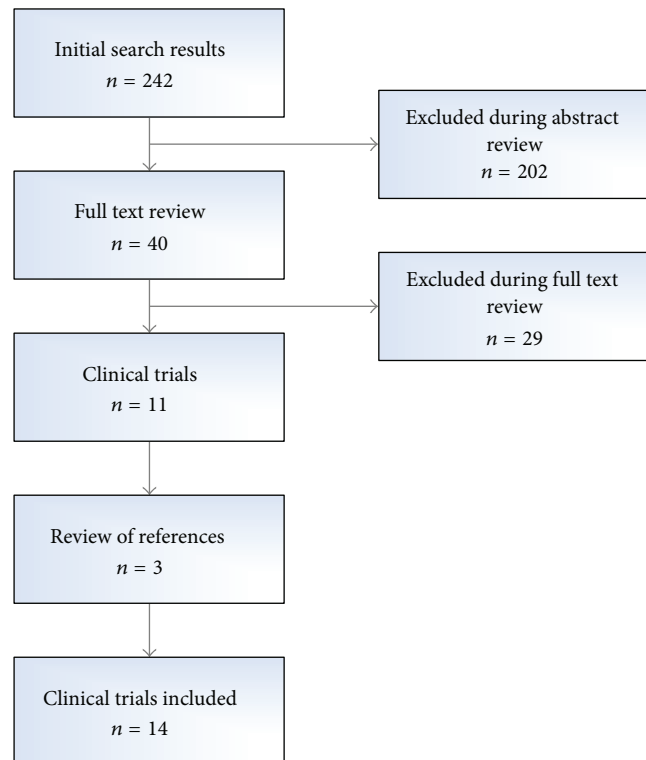 Initial search results
n = 242
Excluded during abstract
review
n = 202
Full text review
n = 40
Excluded during full text
review
n = 29
Clinical trials
n = 11
Review of references
n = 3
Clinical trials included
n = 14